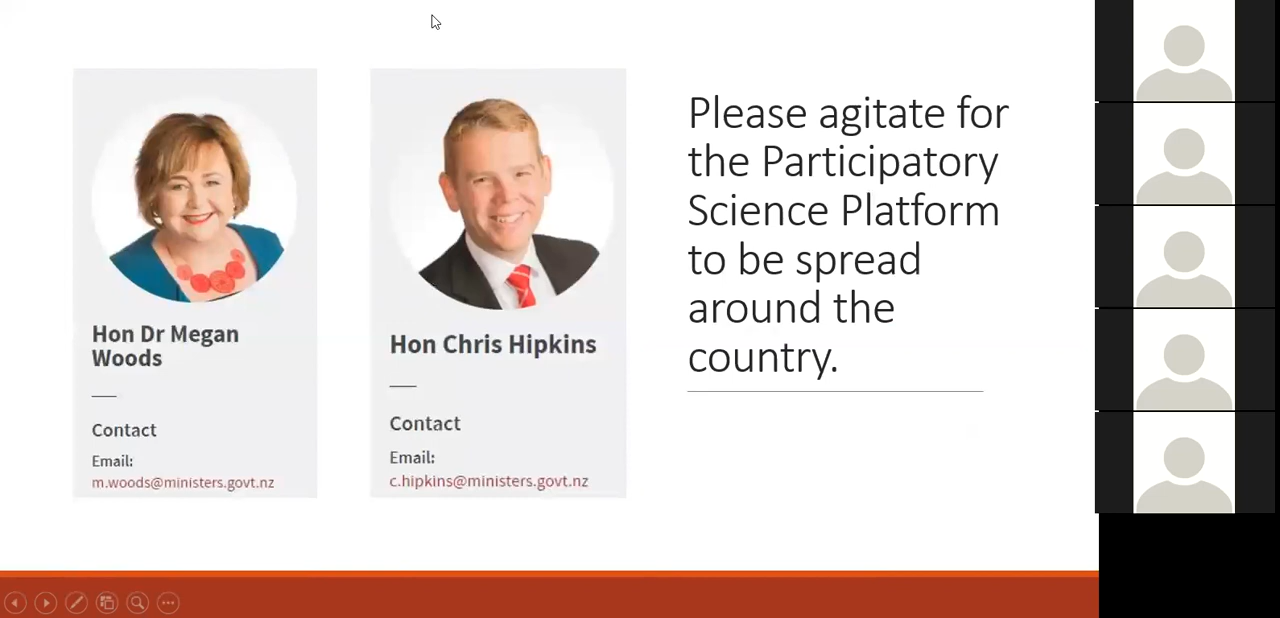 Hon Dr Megan
Woods
Contact
Email:
m.woods@ministers.govt.nz
Hon Chris Hipkins
Contact
Email:
c.hipkins@ministers.govt.nz
Please agitate for
the Participatory
Science Platform
to be spread
around the
country.